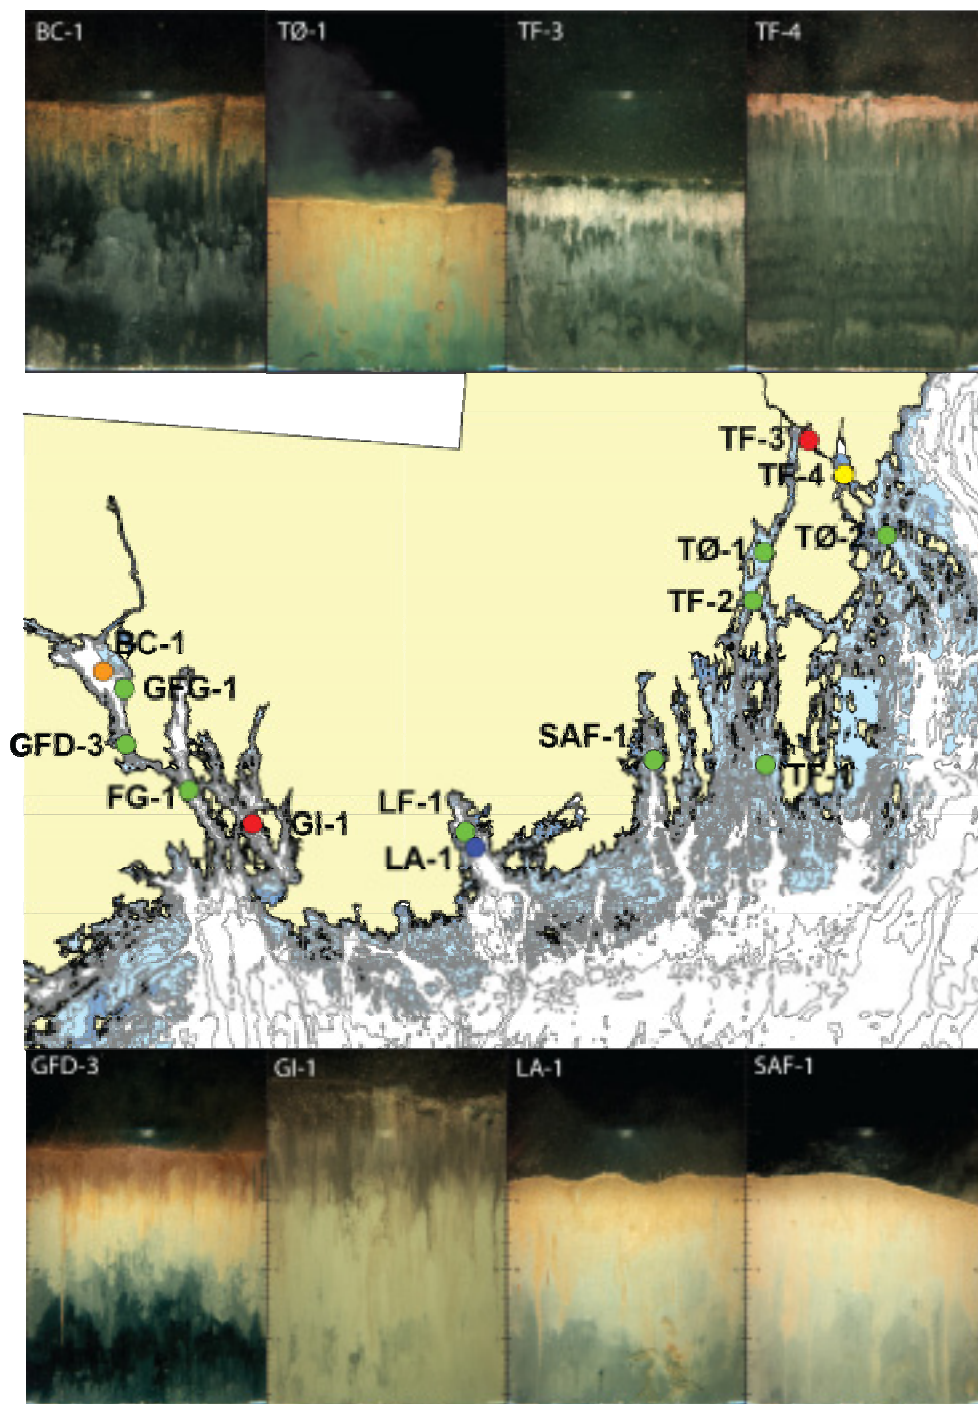 BC-1
TØ-1
TF-3
TF-4
TF-3
TF-4
TØ-1
TØ-2
TF-2
BC-1
GFG-1
GFD-3
SAF-1
FG-1
LF-1
TF-1
GI-1
LA-1
GFD-3
GI-1
LA-1
SAF-1